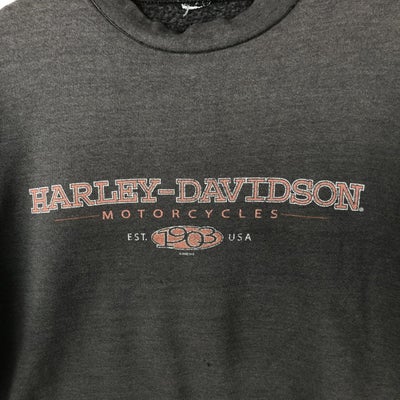 HARLEY-DAVIDSON®
MOTORCYCLES
EST. 1903 USA